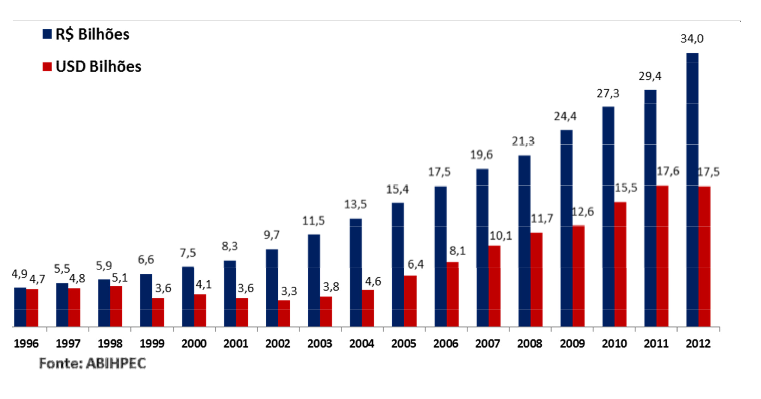 R$ Bilhões
USD Bilhões
4,9 4,7 5,5 4,8 5,9 5,1 6,6 3,6 7,5 4,1 8,3 3,6 9,7 3,3 11,5 3,8 13,5 4,6 15,4 6,4 17,5 8,1 19,6 10,1 21,3 11,7 24,4 12,6 27,3 15,5 29,4 17,6 34,0 17,5
1996 1997 1998 1999 2000 2001 2002 2003 2004 2005 2006 2007 2008 2009 2010 2011 2012
Fonte: ABIHPEC